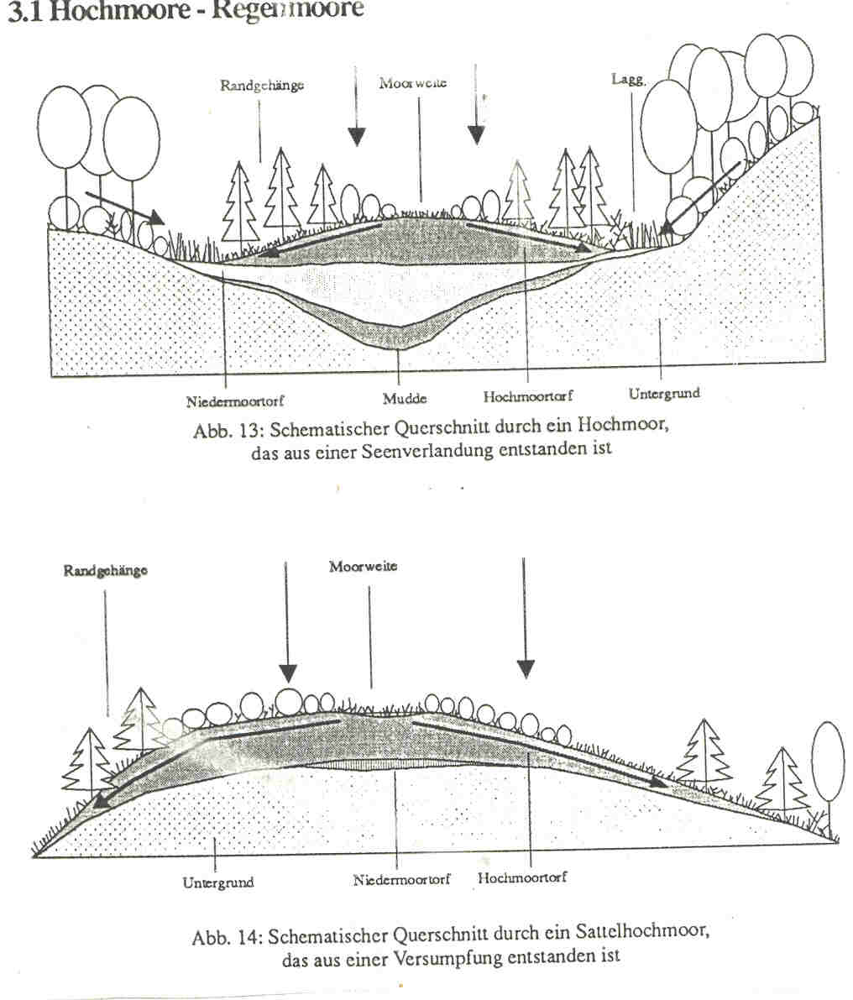 3.1 Hochmoore - Regenmoore
Randgehänge
Moorweite
Lagg.
Niedermoortorf
Mudde
Hochmoortorf
Untergrund
Abb. 13: Schematischer Querschnitt durch ein Hochmoor,
das aus einer Seenverlandung entstanden ist
Randgehänge
Moorweite
Untergrund
Niedermoortorf
Hochmoortorf
Abb. 14: Schematischer Querschnitt durch ein Sattelhochmoor,
das aus einer Versumpfung entstanden ist